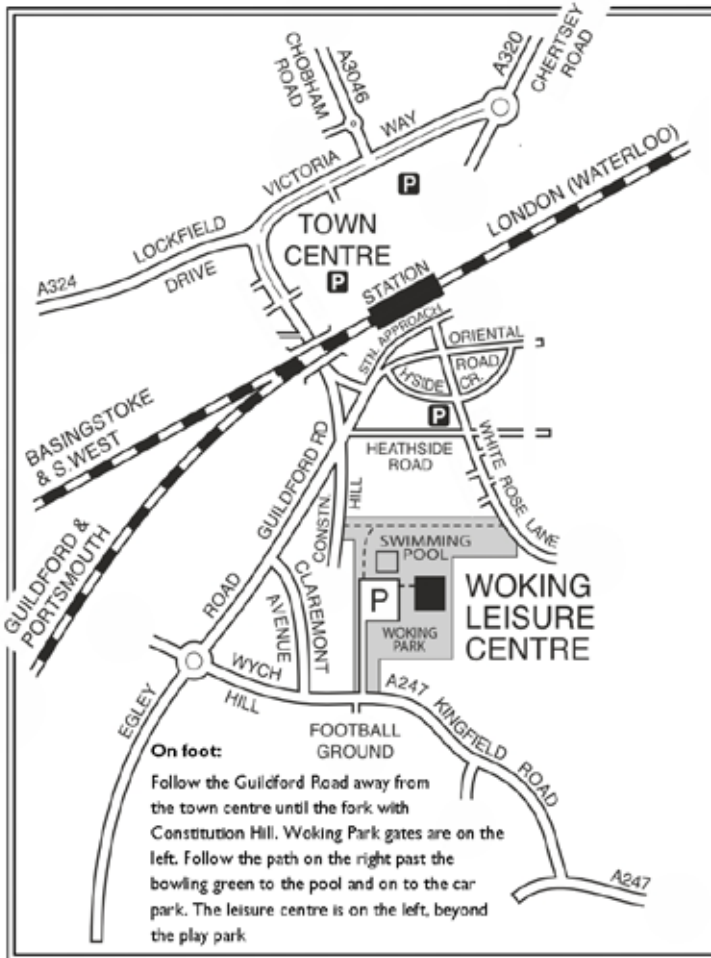 CHOBHAM
ROAD
A3046
A320
CHERTSEY
ROAD
VICTORIA
WAY
P
LOCKFIELD
DRIVE
A324
TOWN
CENTRE
P
STATION
LONDON (WATERLOO)
STN. APPROACH
ORIENTAL
ROAD
H'SIDE
CR.
P
BASINGSTOKE
& S.WEST
GUILDFORD &
PORTSMOUTH
GUILDFORD RD
HEATHSIDE
ROAD
WHITE ROSE LANE
CONSTN.
HILL
SWIMMING
POOL
P
WOKING
PARK
WOKING
LEISURE
CENTRE
ROAD
CLAREMONT
AVENUE
WYCH
HILL
EGLEY
A247 KINGFIELD ROAD
FOOTBALL
GROUND
A247
On foot:
Follow the Guildford Road away from
the town centre until the fork with
Constitution Hill. Woking Park gates are on the
left. Follow the path on the right past the
bowling green to the pool and on to the car
park. The leisure centre is on the left, beyond
the play park